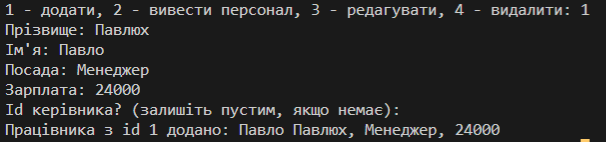 1 - додати, 2 - вивести персонал, 3 - редагувати, 4 - видалити: 1
Прізвище: Павлюх
Ім'я: Павло
Посада: Менеджер
Зарплата: 24000
Id керівника? (залишіть пустим, якщо немає):
Працівника з id 1 додано: Павло Павлюх, Менеджер, 24000